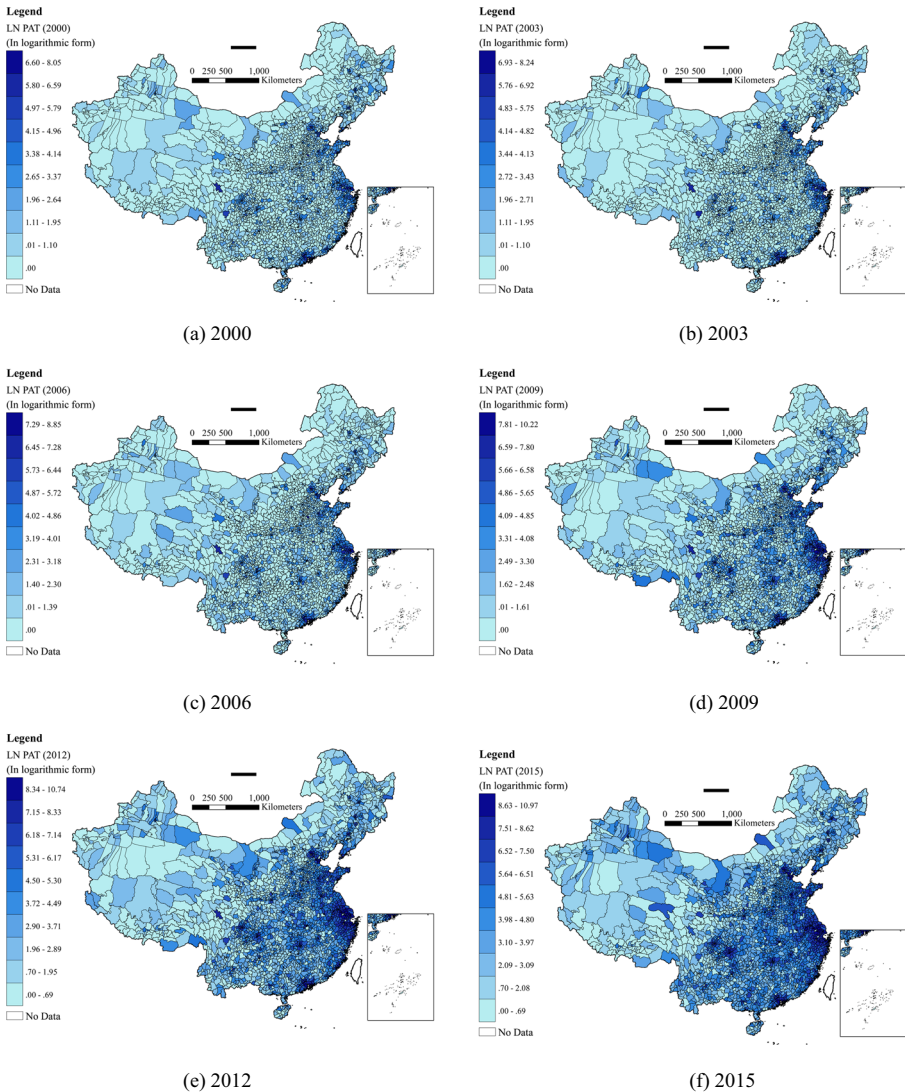 Legend
LN PAT (2000)
(In logarithmic form)
6.60 - 8.05
5.80 - 6.59
4.97 - 5.79
4.15 - 4.96
3.38 - 4.14
2.65 - 3.37
1.96 - 2.64
1.11 - 1.95
.01 - 1.10
.00
No Data
0 250 500 1,000
Kilometers
(a) 2000
Legend
LN PAT (2003)
(In logarithmic form)
6.93 - 8.24
5.76 - 6.92
4.83 - 5.75
4.14 - 4.82
3.44 - 4.13
2.72 - 3.43
1.96 - 2.71
1.11 - 1.95
.01 - 1.10
.00
No Data
0 250 500 1,000
Kilometers
(b) 2003
Legend
LN PAT (2006)
(In logarithmic form)
7.29 - 8.85
6.45 - 7.28
5.73 - 6.44
4.87 - 5.72
4.02 - 4.86
3.19 - 4.01
2.31 - 3.18
1.40 - 2.30
.01 - 1.39
.00
No Data
0 250 500 1,000
Kilometers
(c) 2006
Legend
LN PAT (2009)
(In logarithmic form)
7.81 - 10.22
6.59 - 7.80
5.66 - 6.58
4.86 - 5.65
4.09 - 4.85
3.31 - 4.08
2.49 - 3.30
1.62 - 2.48
.01 - 1.61
.00
No Data
0 250 500 1,000
Kilometers
(d) 2009
Legend
LN PAT (2012)
(In logarithmic form)
8.34 - 10.74
7.15 - 8.33
6.18 - 7.14
5.31 - 6.17
4.50 - 5.30
3.72 - 4.49
2.90 - 3.71
1.96 - 2.89
.70 - 1.95
.00 - .69
No Data
0 250 500 1,000
Kilometers
(e) 2012
Legend
LN PAT (2015)
(In logarithmic form)
8.63 - 10.97
7.51 - 8.62
6.52 - 7.50
5.64 - 6.51
4.81 - 5.63
3.98 - 4.80
3.10 - 3.97
2.09 - 3.09
.70 - 2.08
.00 - .69
No Data
0 250 500 1,000
Kilometers
(f) 2015